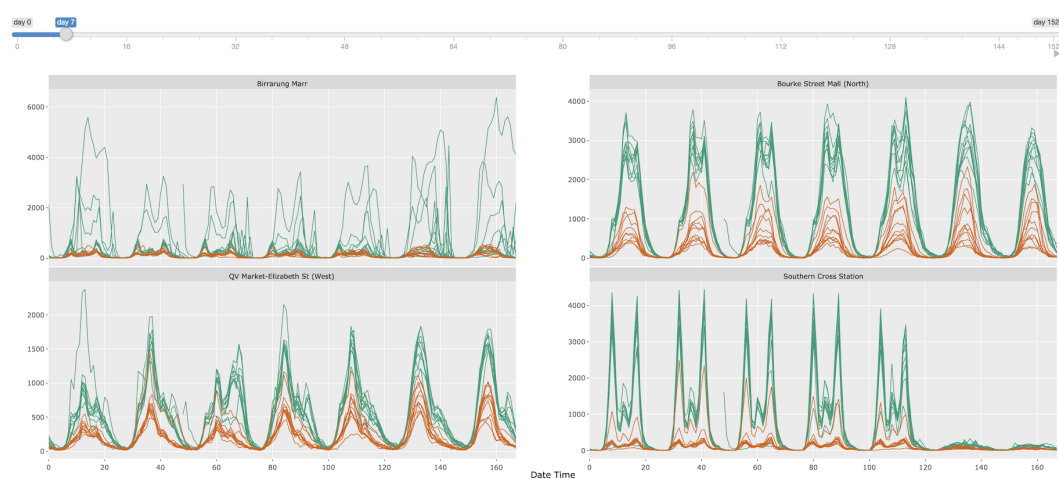 day 0 day 7 day 152
0 16 32 48 64 80 96 112 128 144 152
Birrarung Marr
6000
4000
2000
0
Bourke Street Mall (North)
4000
3000
2000
1000
0
QV Market-Elizabeth St (West)
2000
1500
1000
500
0
0 20 40 60 80 100 120 140 160
Southern Cross Station
4000
3000
2000
1000
0
0 20 40 60 80 100 120 140 160
Date Time